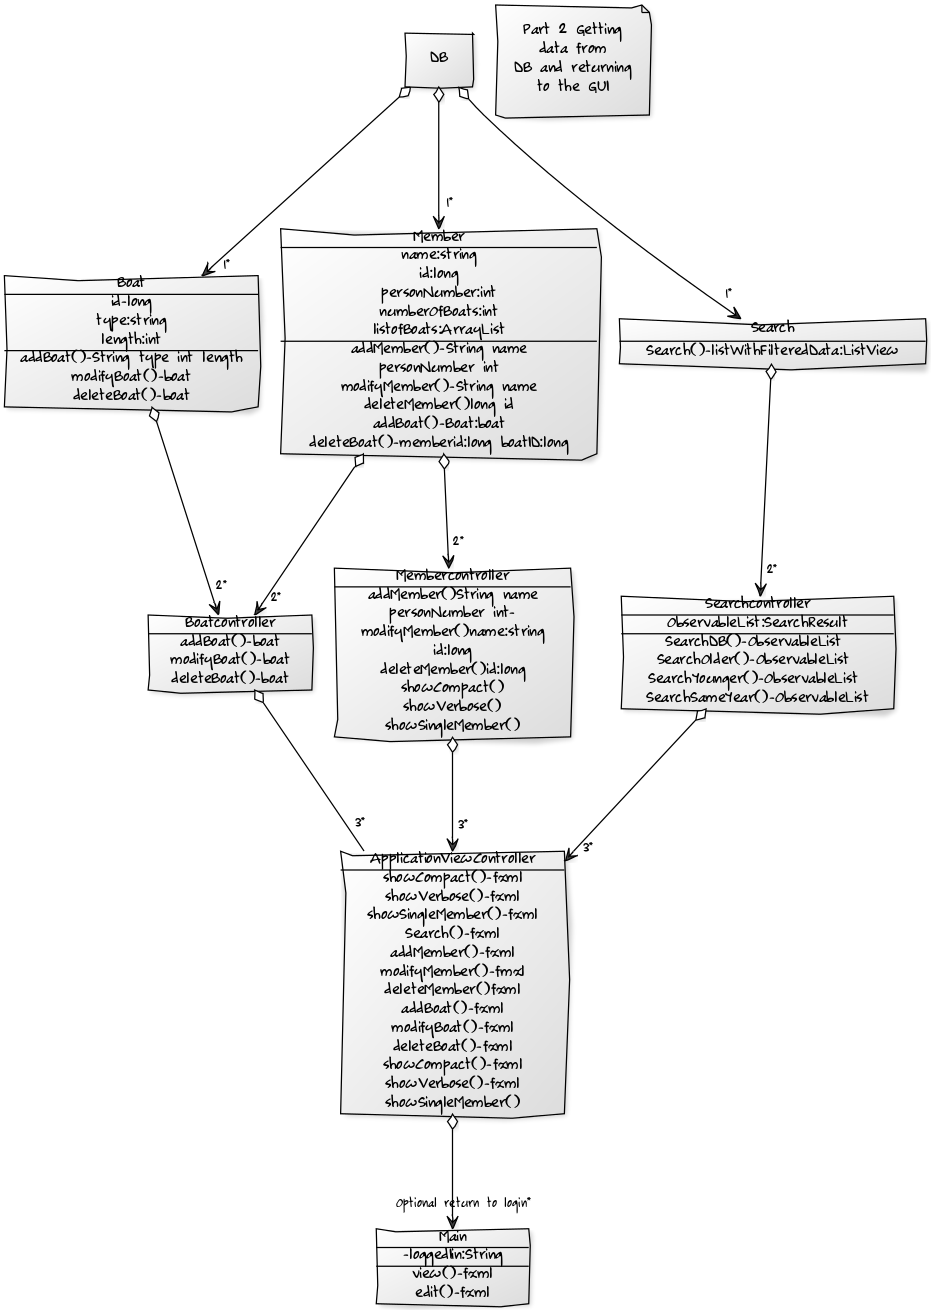 DB
Part 2 Getting
data from
DB and returning
to the GUI
1*
1*
1*
Boat
id-long
type:string
length:int
addBoat()-String type int length
modifyBoat()-boat
deleteBoat()-boat
Member
name:string
id:long
personNumber:int
numberOfBoats:int
listofBoats:ArrayList
addMember()-String name
personNumber int
modifyMember()-String name
deleteMember()long id
addBoat()-Boat:boat
deleteBoat()-memberid:long boatID:long
Search
Search()-listWithFilteredData:ListView
2*
2*
2*
2*
Boatcontroller
addBoat()-boat
modifyBoat()-boat
deleteBoat()-boat
Membercontroller
addMember()String name
personNumber int-
modifyMember()name:string
id:long
deleteMember()id:long
showCompact()
showVerbose()
showSingleMember()
Searchcontroller
ObservableList:SearchResult
SearchDB()-ObservableList
SearchOlder()-ObservableList
SearchYounger()-ObservableList
SearchSameYear()-ObservableList
3*
3*
3*
ApplicationViewController
showCompact()-fxml
showVerbose()-fxml
showSingleMember()-fxml
Search()-fxml
addMember()-fxml
modifyMember()-fmxl
deleteMember()fxml
addBoat()-fxml
modifyBoat()-fxml
deleteBoat()-fxml
showCompact()-fxml
showVerbose()-fxml
showSingleMember()
Optional return to login*
Main
-loggedIn:String
view()-fxml
edit()-fxml